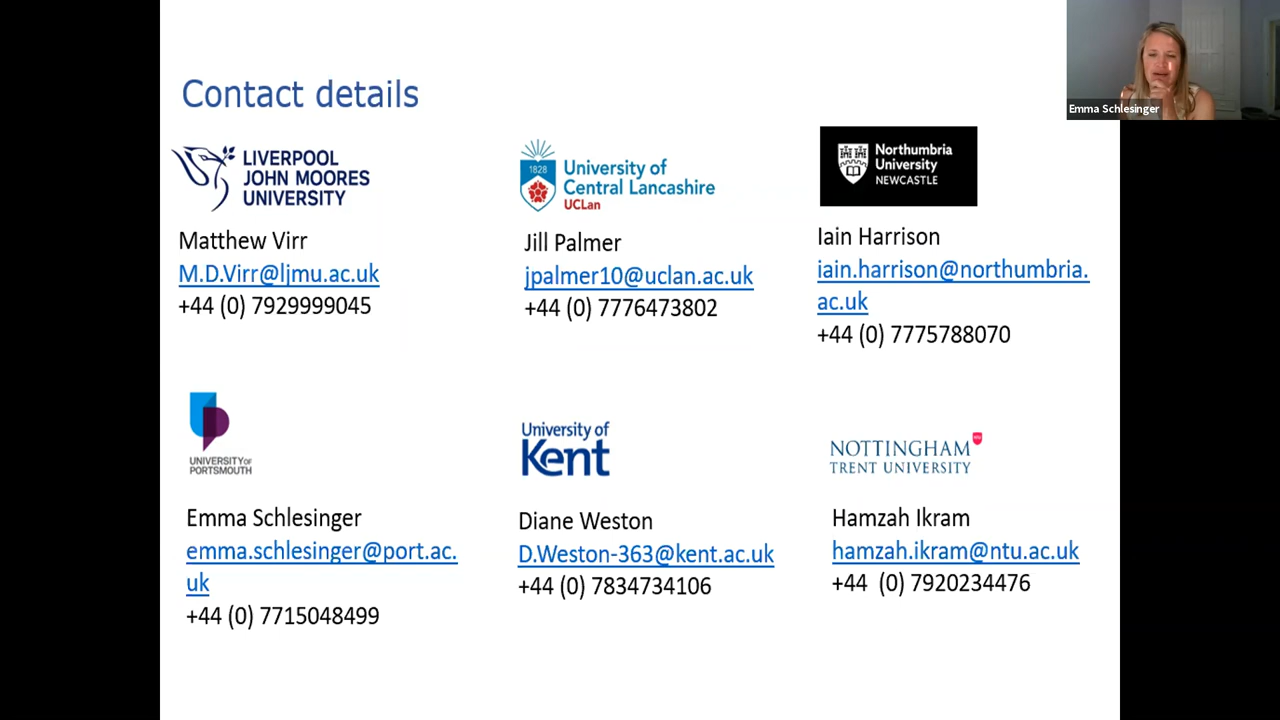 Contact details
Emma Schlesinger
LIVERPOOL
JOHN MOORES
UNIVERSITY
Matthew Virr
M.D.Virr@ljmu.ac.uk
+44 (0) 7929999045
1828
University of
Central Lancashire
UCLan
Jill Palmer
jpalmer10@uclan.ac.uk
+44 (0) 7776473802
Northumbria
University
NEWCASTLE
Iain Harrison
iain.harrison@northumbria.
ac.uk
+44 (0) 7775788070
UNIVERSITY OF
PORTSMOUTH
Emma Schlesinger
emma.schlesinger@port.ac.
uk
+44 (0) 7715048499
University of
Kent
Diane Weston
D.Weston-363@kent.ac.uk
+44 (0) 7834734106
NOTTINGHAM
TRENT UNIVERSITY
Hamzah Ikram
hamzah.ikram@ntu.ac.uk
+44  (0) 7920234476